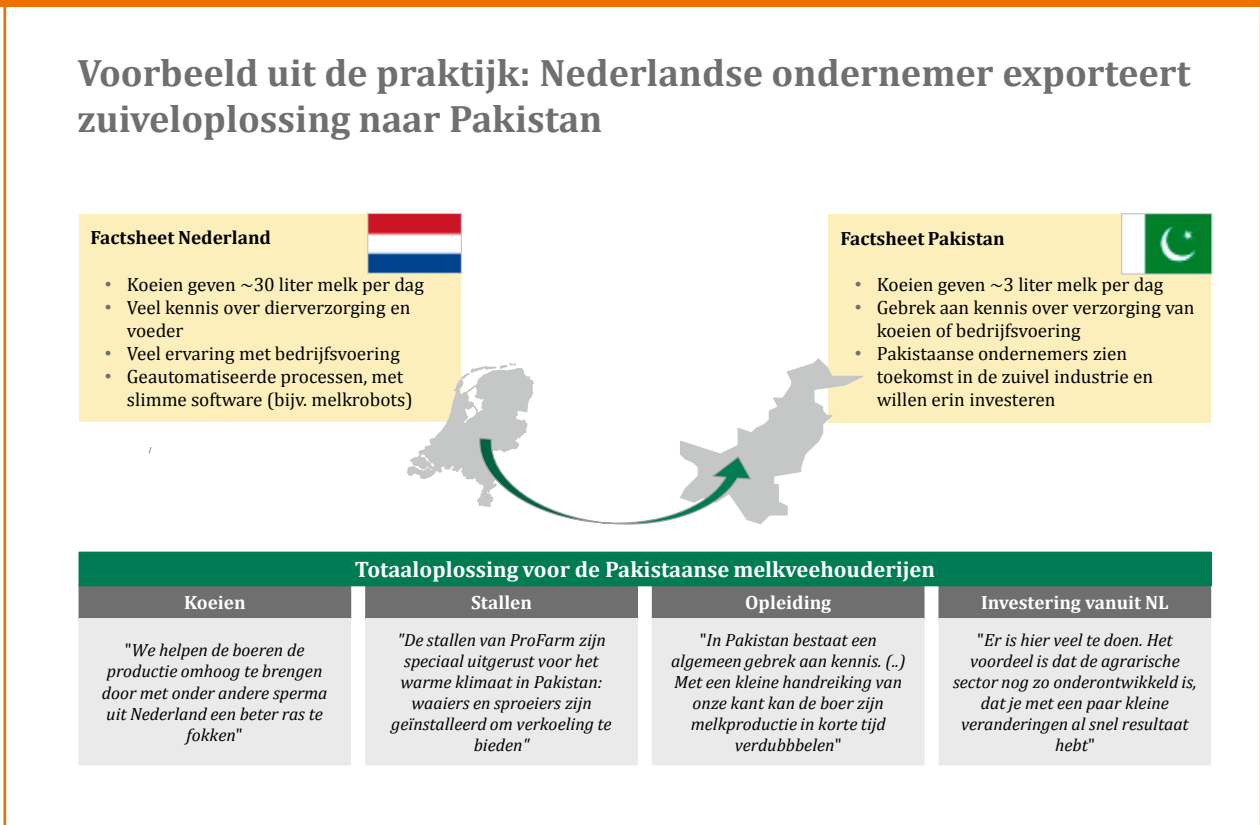 Voorbeeld uit de praktijk: Nederlandse ondernemer exporteert
zuiveloplossing naar Pakistan
Factsheet Nederland
• Koeien geven ~30 liter melk per dag
• Veel kennis over dierverzorging en
voeder
• Veel ervaring met bedrijfsvoering
• Geautomatiseerde processen, met
slimme software (bijv. melkrobots)
/
Factsheet Pakistan
• Koeien geven ~3 liter melk per dag
• Gebrek aan kennis over verzorging van
koeien of bedrijfsvoering
• Pakistaanse ondernemers zien
toekomst in de zuivel industrie en
willen erin investeren
Totaaloplossing voor de Pakistaanse melkveehouderijen
Koeien
"We helpen de boeren de
productie omhoog te brengen
door met onder andere sperma
uit Nederland een beter ras te
fokken"
Stallen
"De stallen van ProFarm zijn
speciaal uitgerust voor het
warme klimaat in Pakistan:
waaiers en sproeiers zijn
geïnstalleerd om verkoeling te
bieden"
Opleiding
"In Pakistan bestaat een
algemeen gebrek aan kennis. (..)
Met een kleine handreiking van
onze kant kan de boer zijn
melkproductie in korte tijd
verdubbbelen"
Investering vanuit NL
"Er is hier veel te doen. Het
voordeel is dat de agrarische
sector nog zo onderontwikkeld is,
dat je met een paar kleine
veranderingen al snel resultaat
hebt"